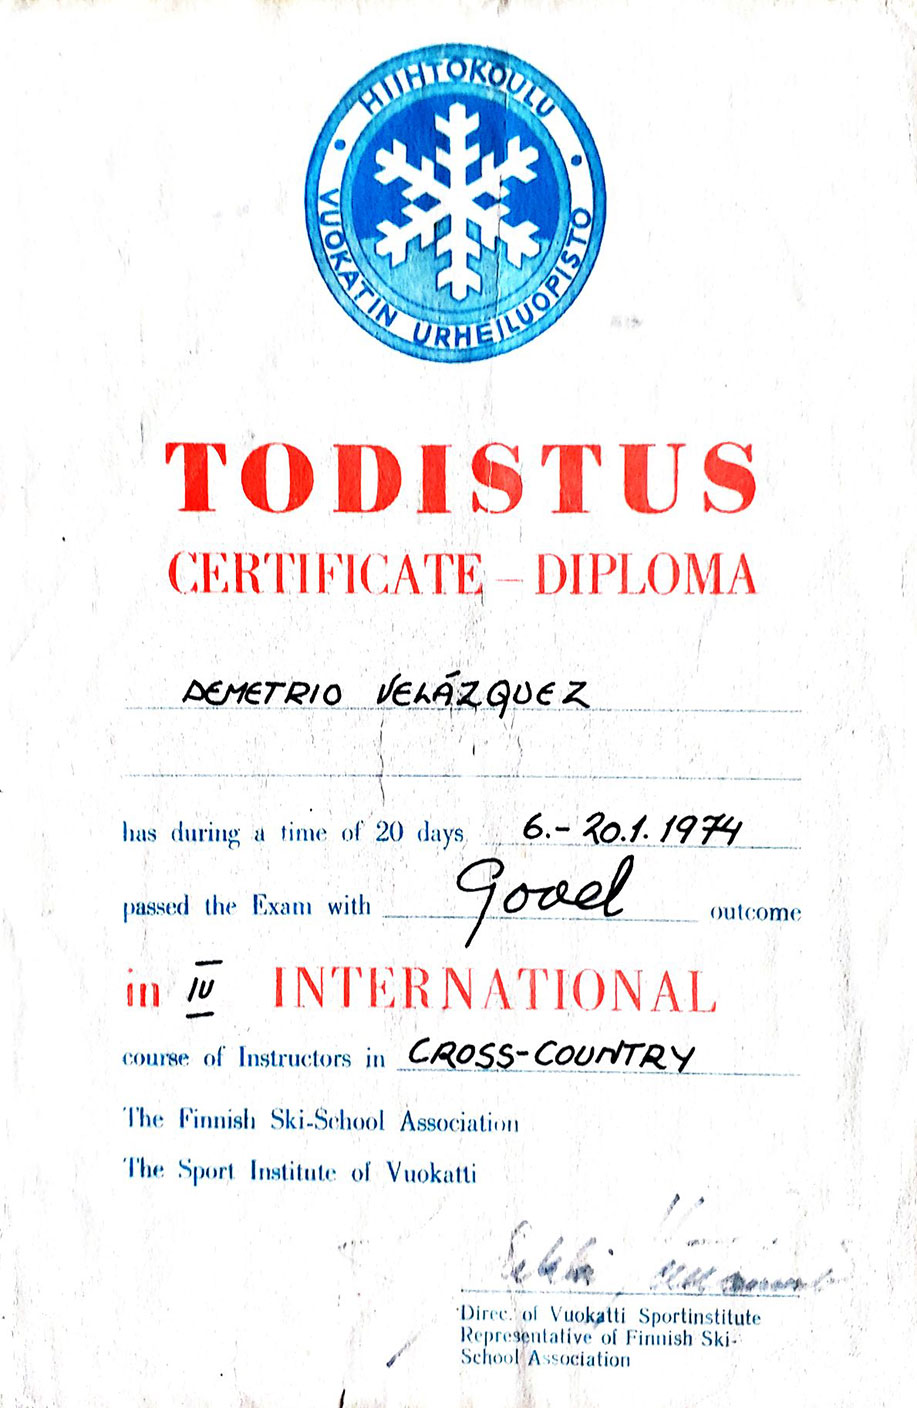 HIIHTOKOULU
VUOKATIN URHEILUOPISTO
TODISTUS
CERTIFICATE – DIPLOMA
DEMETRIO VELÁZQUEZ
has during a time of 20 days 6.-20.1.1974
passed the Exam with Good outcome
in IV INTERNATIONAL
course of Instructors in CROSS-COUNTRY
The Finnish Ski-School Association
The Sport Institute of Vuokatti
Direc. of Vuokatti Sportinstitute
Representative of Finnish Ski-
School Association